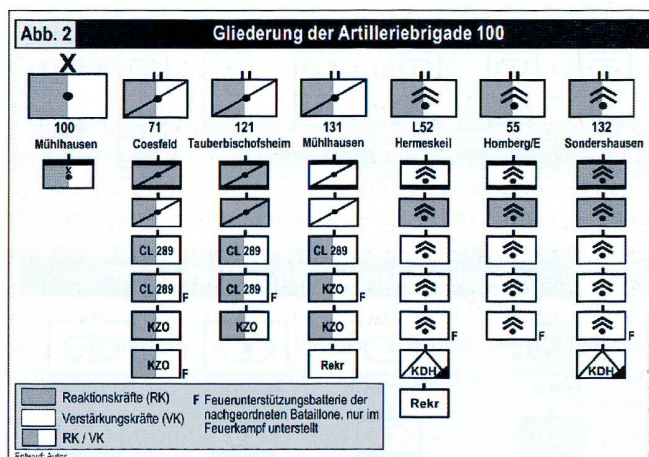 Abb. 2
Gliederung der Artilleriebrigade 100
X
100
71
121
131
L52
55
132
Mühlhausen
Coesfeld
Tauberbischofsheim
Mühlhausen
Hermeskeil
Homberg/E
Sondershausen
x
CL 289
CL 289
CL 289
CL 289
F
CL 289
F
KZO
F
KZO
KZO
KZO
F
F
F
KZO
F
Rekr
KDH
KDH
Rekr
Reaktionskräfte (RK)
Verstärkungskräfte (VK)
RK / VK
F Feuerunterstützungsbatterie der
nachgeordneten Bataillone, nur im
Feuerkampf unterstellt
Entwurf: Autor